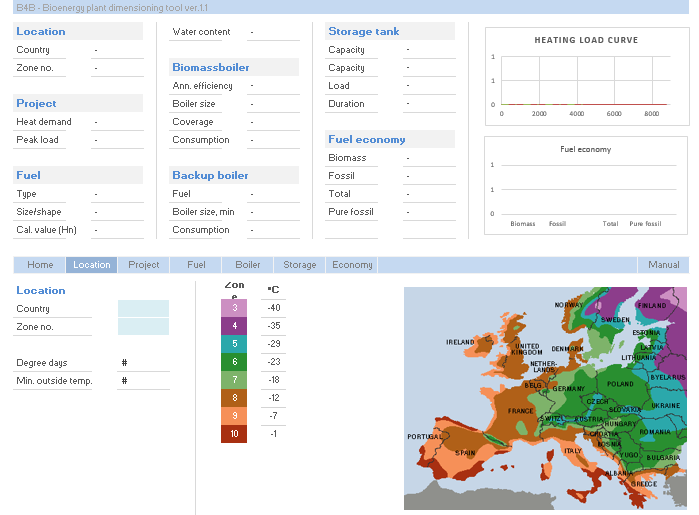 B4B - Bioenergy plant dimensioning tool ver.1.1
Location
Country -
Zone no. -
Project
Heat demand -
Peak load -
Fuel
Type -
Size/shape -
Cal. value (Hn) -
Water content -
Biomassboiler
Ann. efficiency -
Boiler size -
Coverage -
Consumption -
Backup boiler
Fuel -
Boiler size, min -
Consumption -
Storage tank
Capacity -
Capacity -
Load -
Duration -
Fuel economy
Biomass -
Fossil -
Total -
Pure fossil -
HEATING LOAD CURVE
1
1
0
0 2000 4000 6000 8000
Fuel economy
1
1
0
Biomass Fossil Total Pure fossil
Home Location Project Fuel Boiler Storage Economy Manual
Location
Country
Zone no.
Degree days #
Min. outside temp. #
Zon
e
°C
3 -40
4 -35
5 -29
6 -23
7 -18
8 -12
9 -7
10 -1
NORWAY
FINLAND
SWEDEN
ESTONIA
IRELAND
UNITED
KINGDOM
DENMARK
LATVIA
LITHUANIA
NETHER-
LANDS
BYELARUS
BELG.
GERMANY
POLAND
CZECH
UKRAINE
FRANCE
SLOVAKIA
SWITZ.
AUSTRIA
HUNGARY
PORTUGAL
CROATIA
ROMANIA
BOSNIA
SPAIN
ITALY
YUGO
BULGARIA
ALBANIA
GREECE